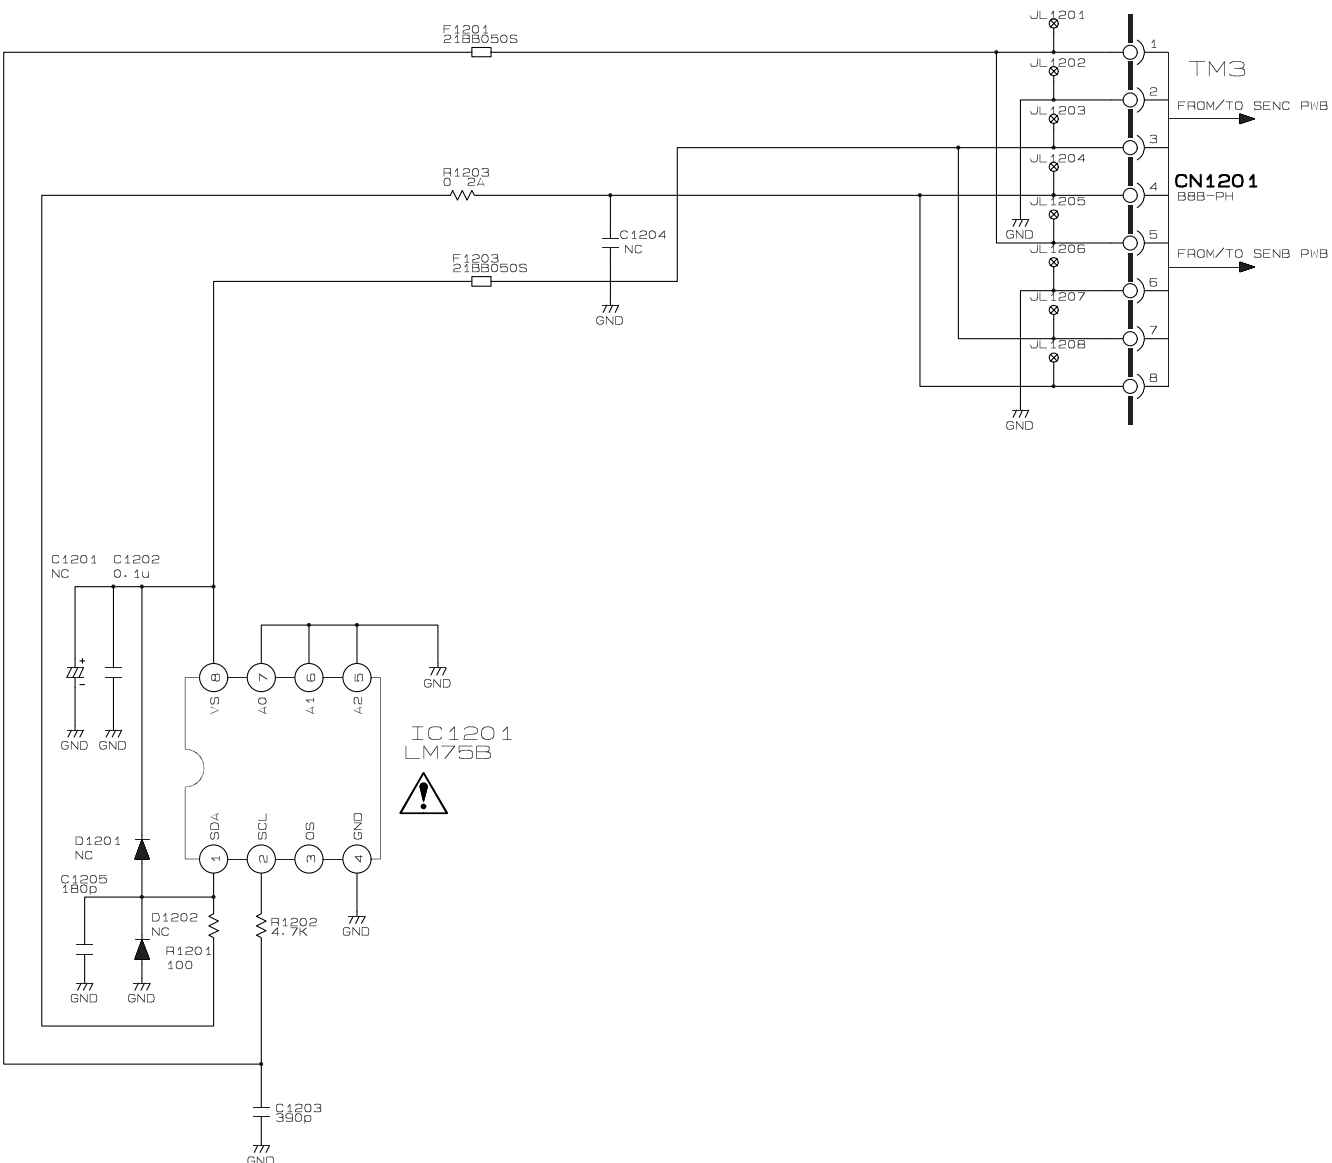 JL1201
F1201
21BB050S
1
TM3
JL1202
2
FROM/TO SENC PWB
JL1203
3
JL1204
R1203
0 2A
4
CN1201
B8B-PH
JL1205
GND
C1204
NC
5
JL1206
FROM/TO SENB PWB
F1203
21BB050S
6
JL1207
GND
7
JL1208
8
GND
C1201
NC
C1202
0.1u
+
-
8
7
6
5
GND
VS
A0
A1
A2
GND
GND
IC1201
LM75B
SDA
SCL
OS
GND
D1201
NC
1
2
3
4
C1205
180p
D1202
NC
R1202
4.7K
GND
R1201
100
GND
GND
C1203
390p
GND